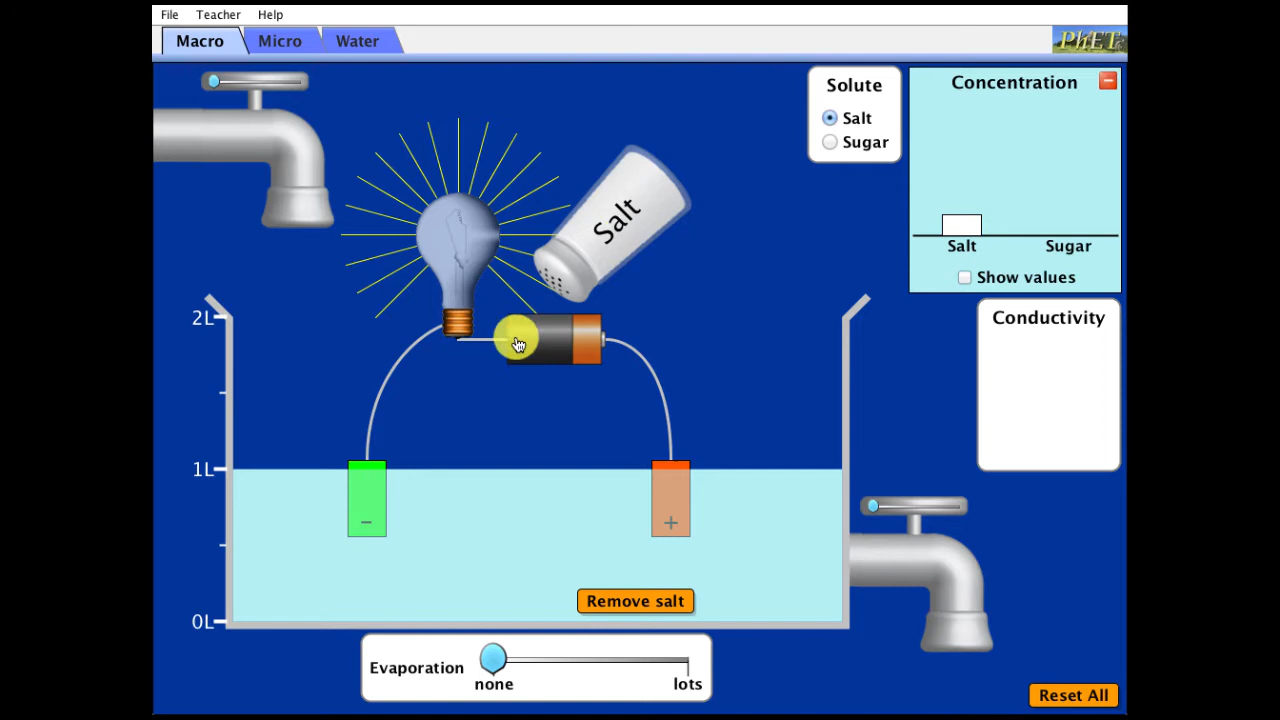 File Teacher Help
Macro Micro Water
PhET
Solute
Salt
Sugar
Concentration
Salt Sugar
Show values
Salt
Conductivity
2L
1L
0L
−
+
Remove salt
Evaporation
none lots
Reset All